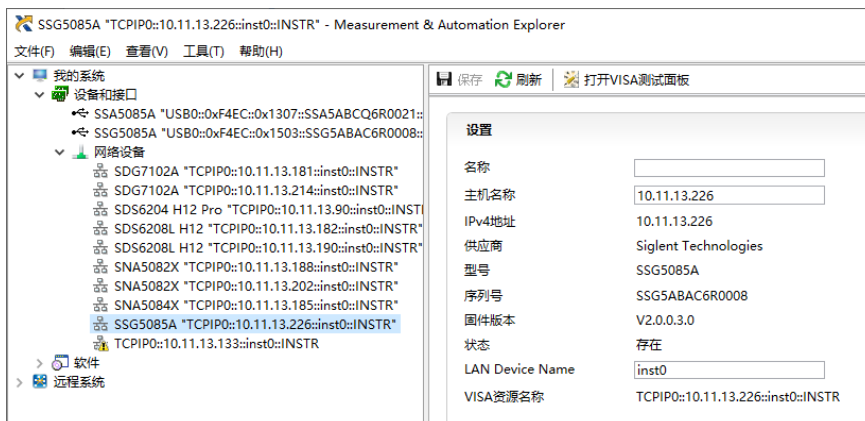 SSG5085A "TCPIP0::10.11.13.226::inst0::INSTR" - Measurement & Automation Explorer
文件(F) 编辑(E) 查看(V) 工具(T) 帮助(H)
我的系统
设备和接口
SSA5085A "USB0::0xF4EC::0x1307::SSA5ABCQ6R0021::
SSG5085A "USB0::0xF4EC::0x1503::SSG5ABAC6R0008::
网络设备
SDG7102A "TCPIP0::10.11.13.181::inst0::INSTR"
SDG7102A "TCPIP0::10.11.13.214::inst0::INSTR"
SDS6204 H12 Pro "TCPIP0::10.11.13.90::inst0::INSTI
SDS6208L H12 "TCPIP0::10.11.13.182::inst0::INSTR"
SDS6208L H12 "TCPIP0::10.11.13.190::inst0::INSTR"
SNA5082X "TCPIP0::10.11.13.188::inst0::INSTR"
SNA5082X "TCPIP0::10.11.13.202::inst0::INSTR"
SNA5084X "TCPIP0::10.11.13.185::inst0::INSTR"
SSG5085A "TCPIP0::10.11.13.226::inst0::INSTR"
TCPIP0::10.11.13.133::inst0::INSTR
软件
远程系统
保存 刷新 打开VISA测试面板
设置
名称
主机名称 10.11.13.226
IPv4地址 10.11.13.226
供应商 Siglent Technologies
型号 SSG5085A
序列号 SSG5ABAC6R0008
固件版本 V2.0.0.3.0
状态 存在
LAN Device Name inst0
VISA资源名称 TCPIP0::10.11.13.226::inst0::INSTR